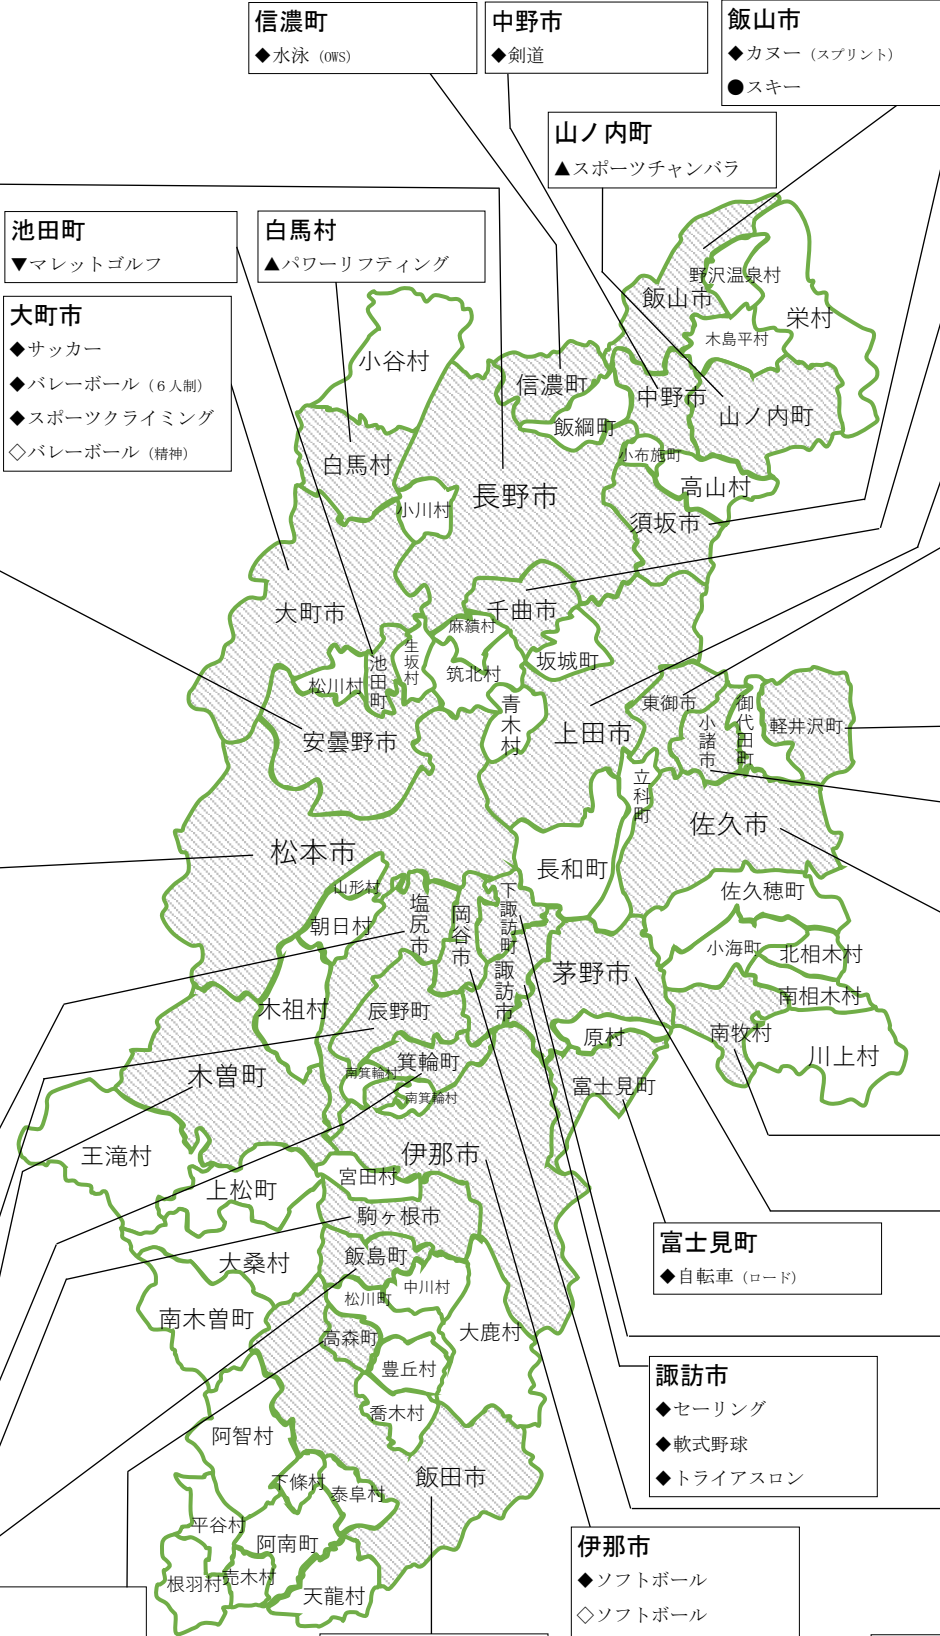 信濃町
◆水泳（OWS）
中野市
◆剣道
飯山市
◆カヌー（スプリント）
●スキー
山ノ内町
▲スポーツチャンバラ
池田町
▼マレットゴルフ
白馬村
▲パワーリフティング
大町市
◆サッカー
◆バレーボール（６人制）
◆スポーツクライミング
◇バレーボール（精神）
野沢温泉村
飯山市
栄村
木島平村
小谷村
信濃町
中野市
山ノ内町
飯綱町
小布施町
白馬村
高山村
長野市
小川村
須坂市
千曲市
大町市
麻績村
生坂村
池田町
坂城町
筑北村
松川村
青木村
東御市
御代田町
小諸市
軽井沢町
安曇野市
上田市
立科町
佐久市
松本市
長和町
山形村
下諏訪町
佐久穂町
塩尻市
岡谷市
朝日村
小海町
北相木村
諏訪市
茅野市
南相木村
木祖村
辰野町
南牧村
原村
川上村
箕輪町
南箕輪村
木曽町
富士見町
南箕輪村
王滝村
伊那市
宮田村
上松町
駒ヶ根市
大桑村
飯島町
中川村
松川町
南木曽町
高森町
大鹿村
豊丘村
喬木村
阿智村
飯田市
下條村
泰阜村
平谷村
阿南町
売木村
根羽村
天龍村
富士見町
◆自転車（ロード）
諏訪市
◆セーリング
◆軟式野球
◆トライアスロン
伊那市
◆ソフトボール
◇ソフトボール